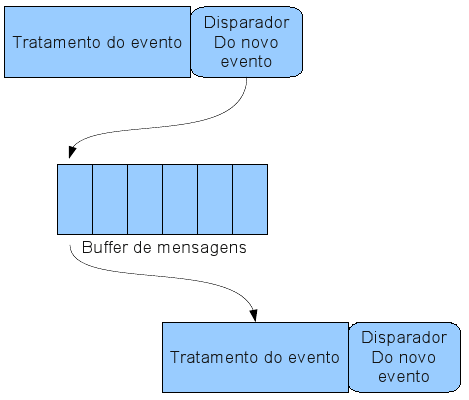 Tratamento do evento
Disparador
Do novo
evento
Buffer de mensagens
Tratamento do evento
Disparador
Do novo
evento